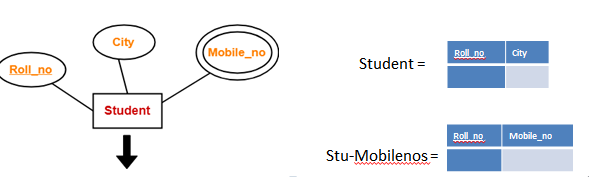 City
Mobile_no
Roll_no
Student
Student =
Roll_no City
Stu-Mobilenos=
Roll_no Mobile_no